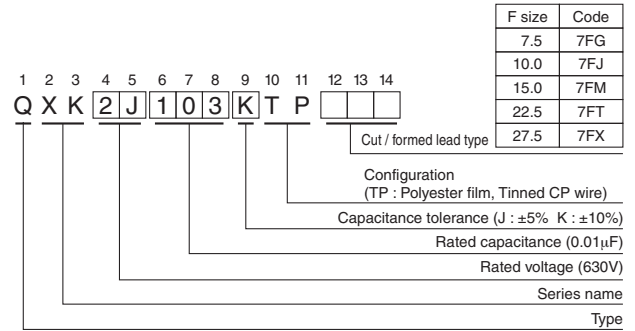 F size Code
7.5 7FG
10.0 7FJ
15.0 7FM
22.5 7FT
27.5 7FX
1 2 3 4 5 6 7 8 9 10 11 12 13 14
Q X K 2 J 1 0 3 K T P
Cut / formed lead type
Configuration
(TP : Polyester film, Tinned CP wire)
Capacitance tolerance (J : ±5% K : ±10%)
Rated capacitance (0.01μF)
Rated voltage (630V)
Series name
Type